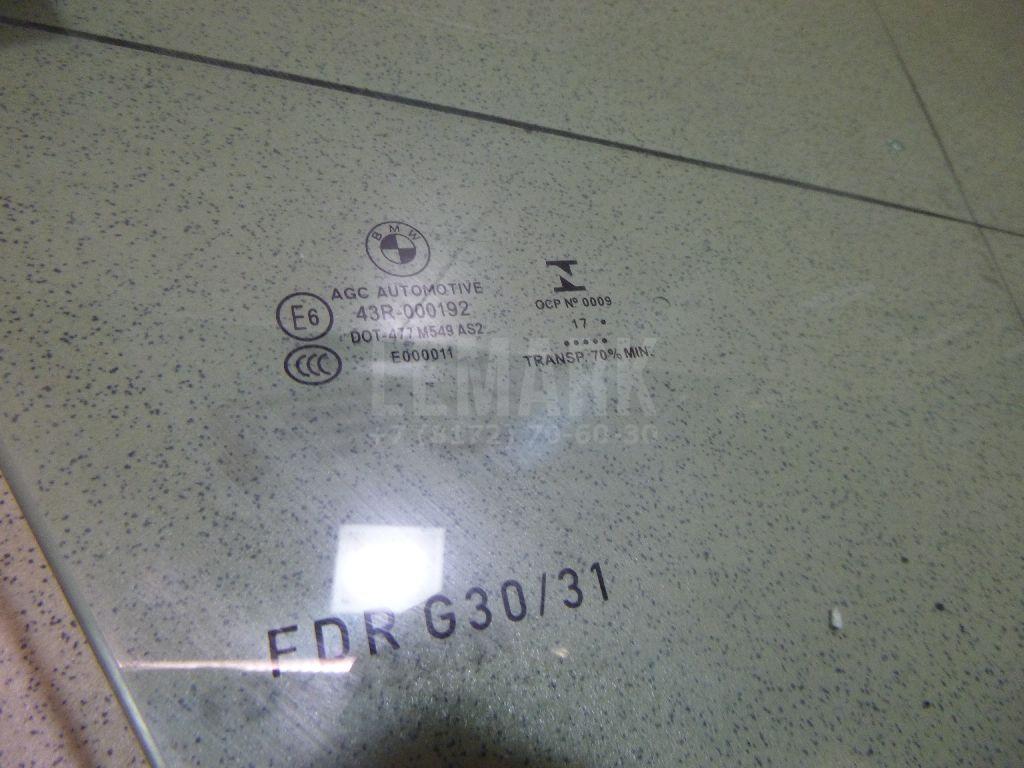 BMW
AGC AUTOMOTIVE
E6
43R-000192
DOT-477 M549 AS2
E000011
CCC
OCP Nº 0009
17 •
•••••
TRANSP. 70% MIN.
LEMARK
FDR G30/31